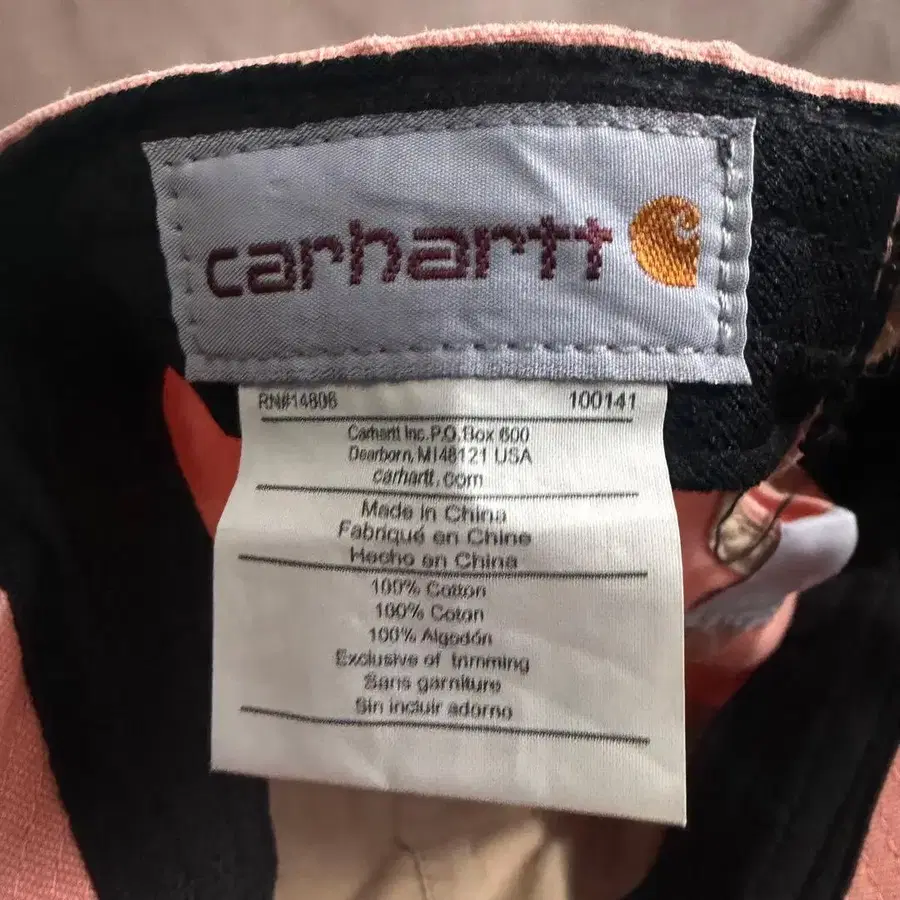 carhartt
RN#14806 100141
Carhartt Inc. P.O. Box 600
Dearborn, MI 48121 USA
carhartt.com
Made in China
Fabriqué en Chine
Hecho en China
100% Cotton
100% Coton
100% Algodón
Exclusive of trimming
Sans garniture
Sin incluir adorno